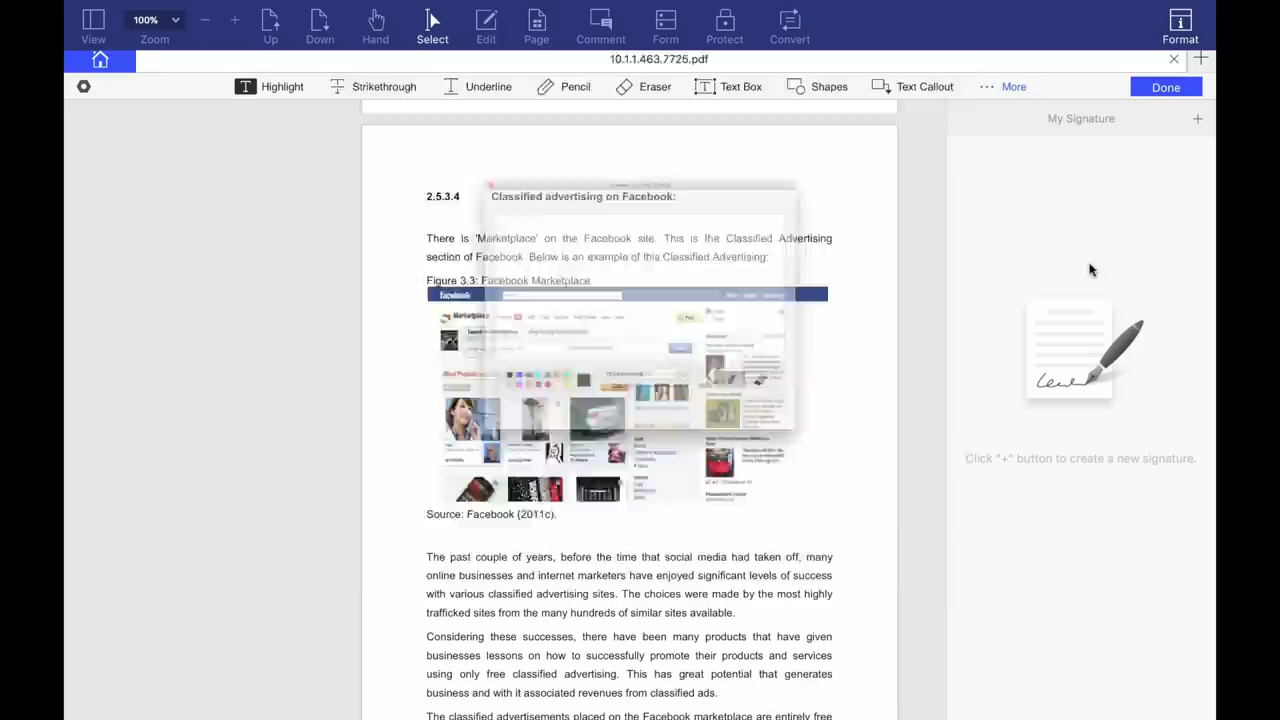 100%
View Zoom Up Down Hand Select Edit Page Comment Form Protect Convert Format
10.1.1.463.7725.pdf
T Highlight Strikethrough Underline Pencil Eraser Text Box Shapes Text Callout ••• More Done
My Signature +
2.5.3.4 Classified advertising on Facebook:
There is 'Marketplace' on the Facebook site. This is the Classified Advertising
section of Facebook. Below is an example of this Classified Advertising:
Figure 3.3: Facebook Marketplace
facebook
Marketplace
Source: Facebook (2011c).
Click "+" button to create a new signature.
The past couple of years, before the time that social media had taken off, many
online businesses and internet marketers have enjoyed significant levels of success
with various classified advertising sites. The choices were made by the most highly
trafficked sites from the many hundreds of similar sites available.
Considering these successes, there have been many products that have given
businesses lessons on how to successfully promote their products and services
using only free classified advertising. This has great potential that generates
business and with it associated revenues from classified ads.
The classified advertisements placed on the Facebook marketplace are entirely free